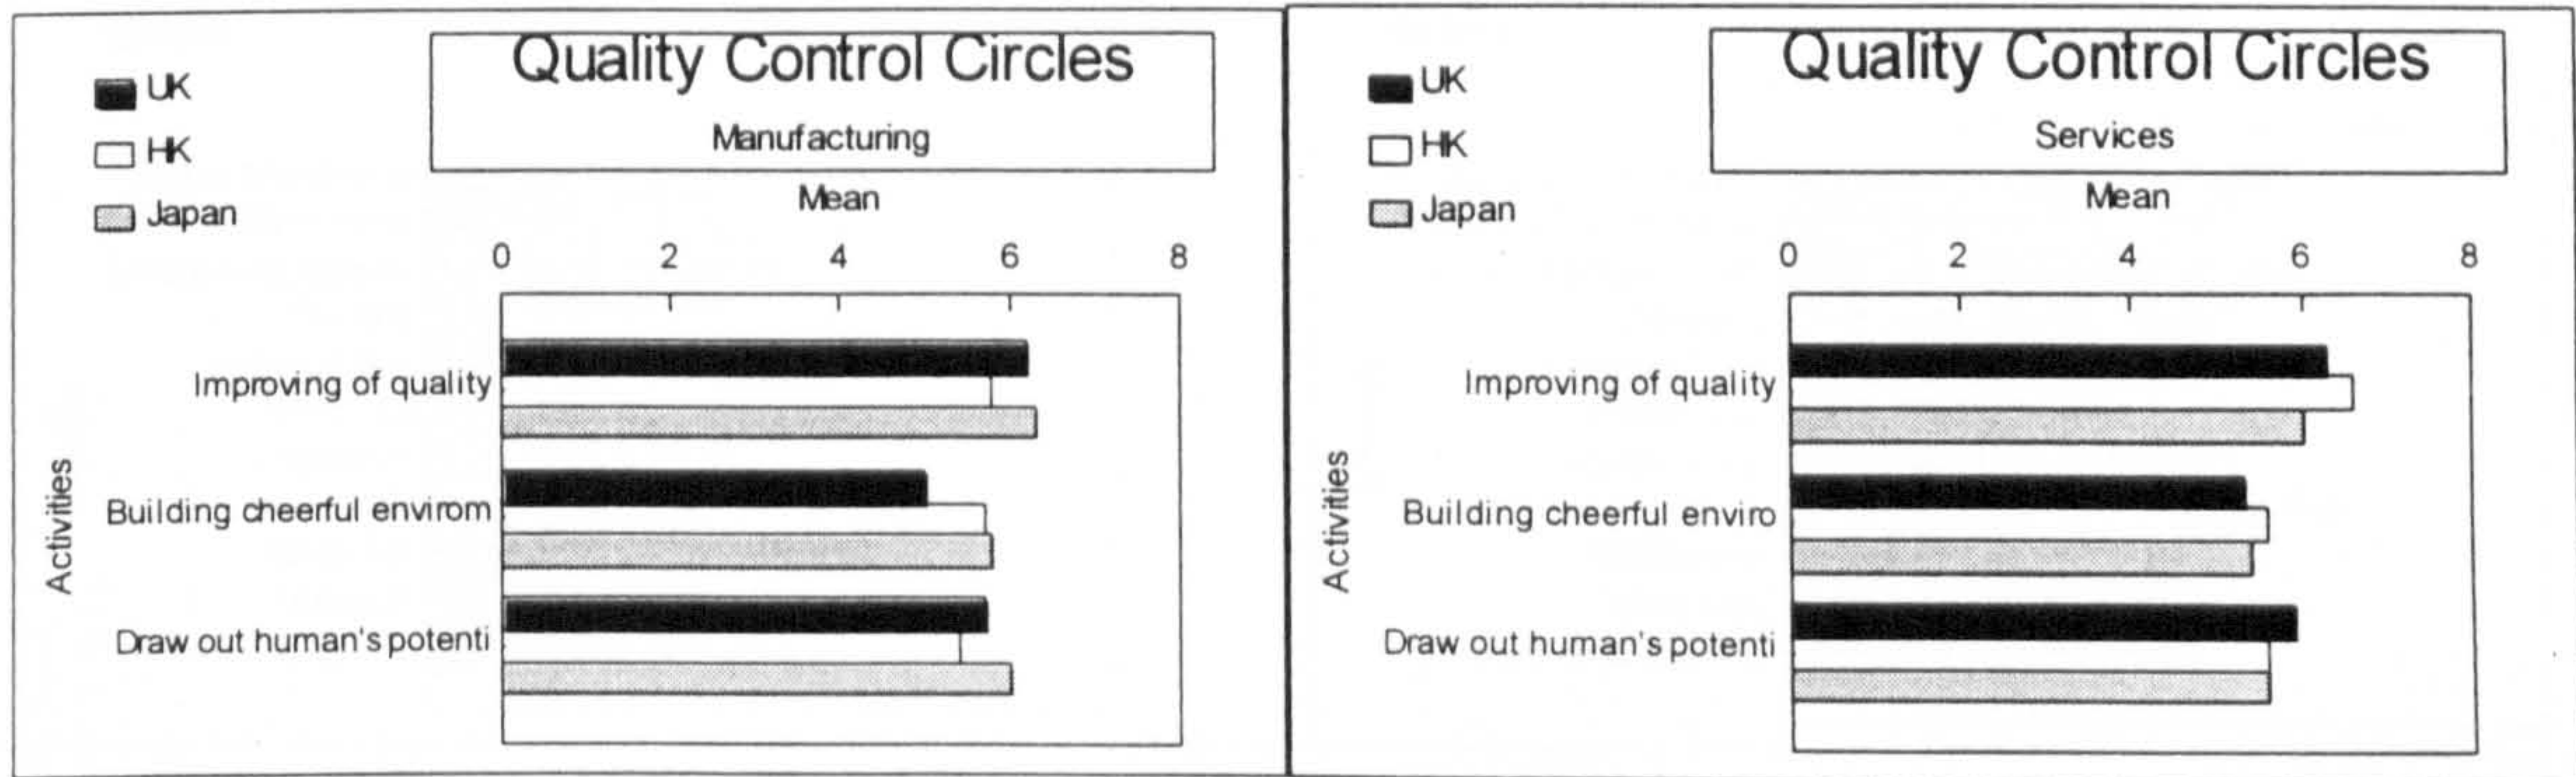 Quality Control Circles
Manufacturing
UK
HK
Japan
Mean
0 2 4 6 8
Activities
Improving of quality
Building cheerful envirom
Draw out human's potenti
Quality Control Circles
Services
UK
HK
Japan
Mean
0 2 4 6 8
Activities
Improving of quality
Building cheerful enviro
Draw out human's potenti